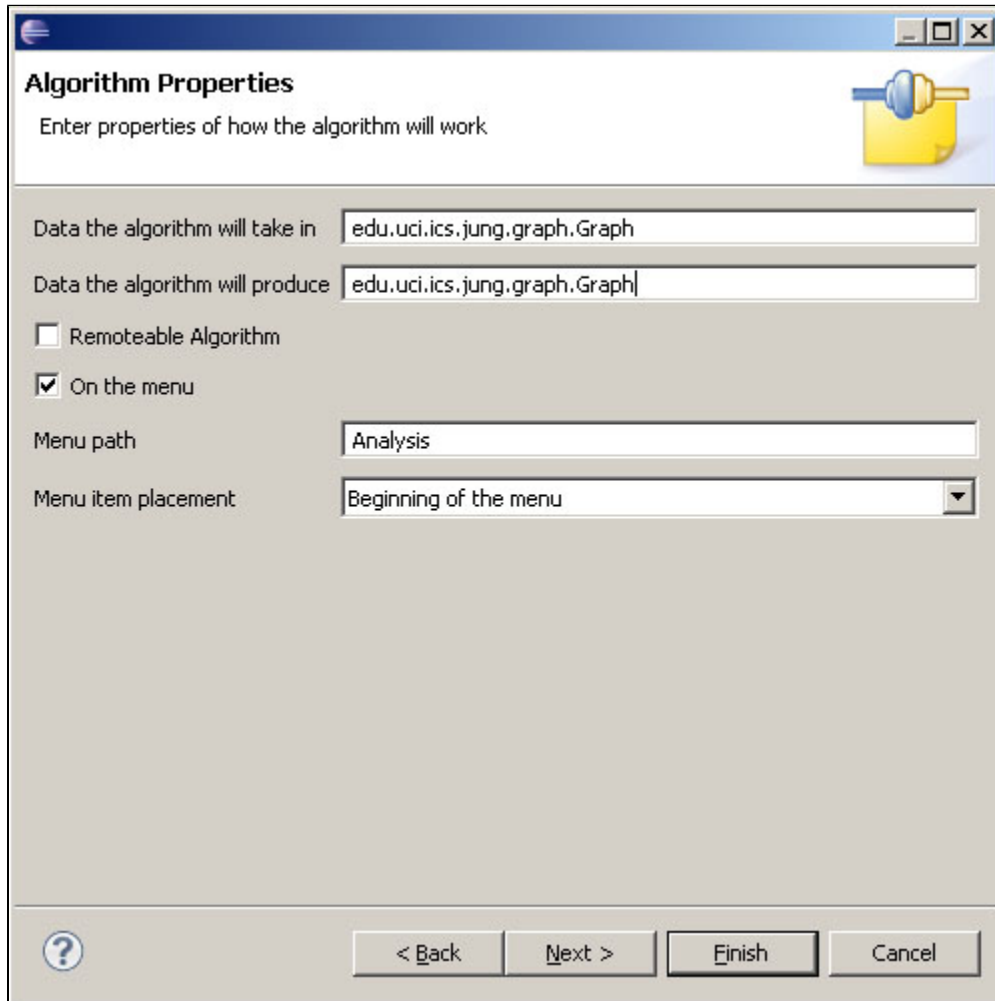 Algorithm Properties
Enter properties of how the algorithm will work
Data the algorithm will take in edu.uci.ics.jung.graph.Graph
Data the algorithm will produce edu.uci.ics.jung.graph.Graph
Remoteable Algorithm
On the menu
Menu path Analysis
Menu item placement Beginning of the menu
? < Back Next > Finish Cancel